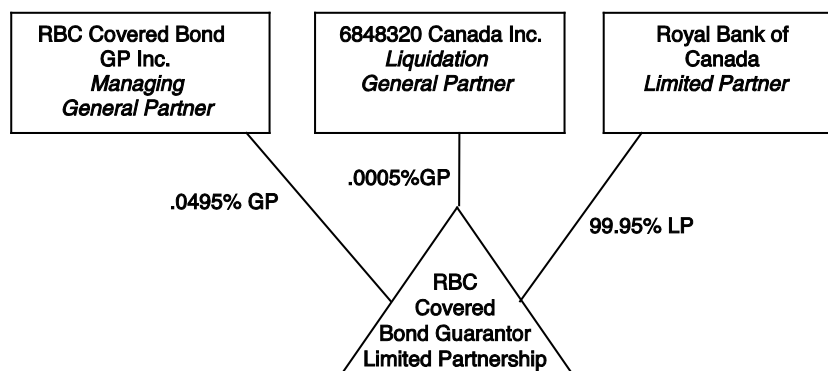 RBC Covered Bond
GP Inc.
Managing
General Partner
6848320 Canada Inc.
Liquidation
General Partner
Royal Bank of
Canada
Limited Partner
.0495% GP
.0005%GP
99.95% LP
RBC
Covered
Bond Guarantor
Limited Partnership